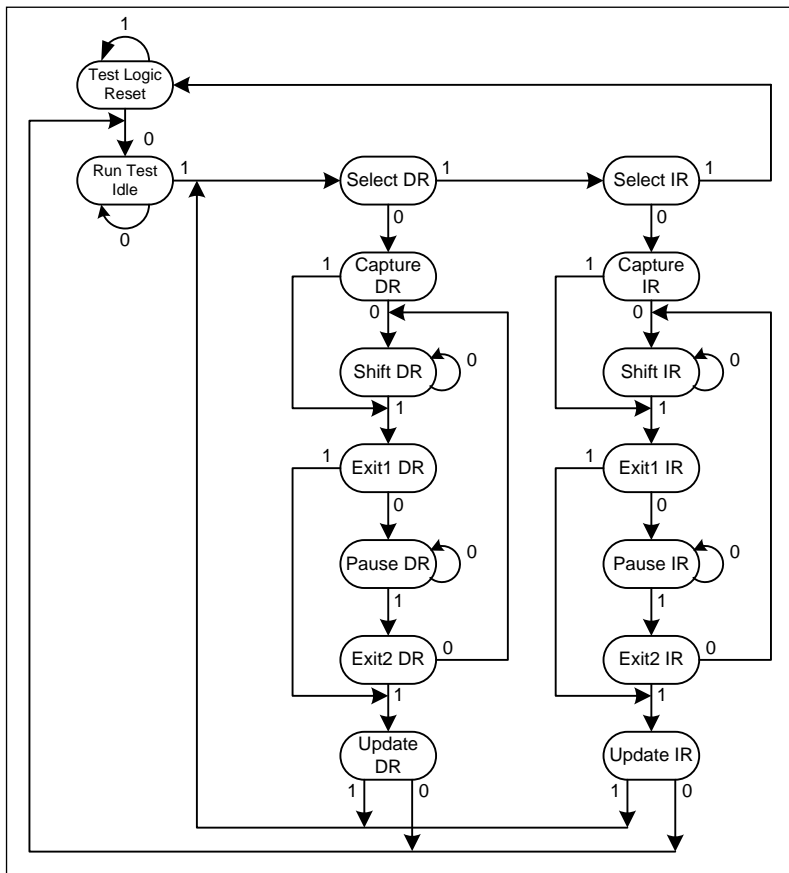 1
Test Logic
Reset
0
Run Test
Idle
1
0
Select DR
1
0
Select IR
1
0
Capture
DR
1
0
Capture
IR
1
0
Shift DR
0
1
Shift IR
0
1
Exit1 DR
1
0
Exit1 IR
1
0
Pause DR
0
1
Pause IR
0
1
Exit2 DR
0
1
Exit2 IR
0
1
Update
DR
1
0
Update IR
1
0